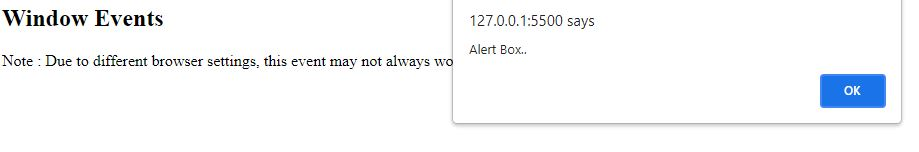 Window Events
Note : Due to different browser settings, this event may not always
127.0.0.1:5500 says
Alert Box..
OK